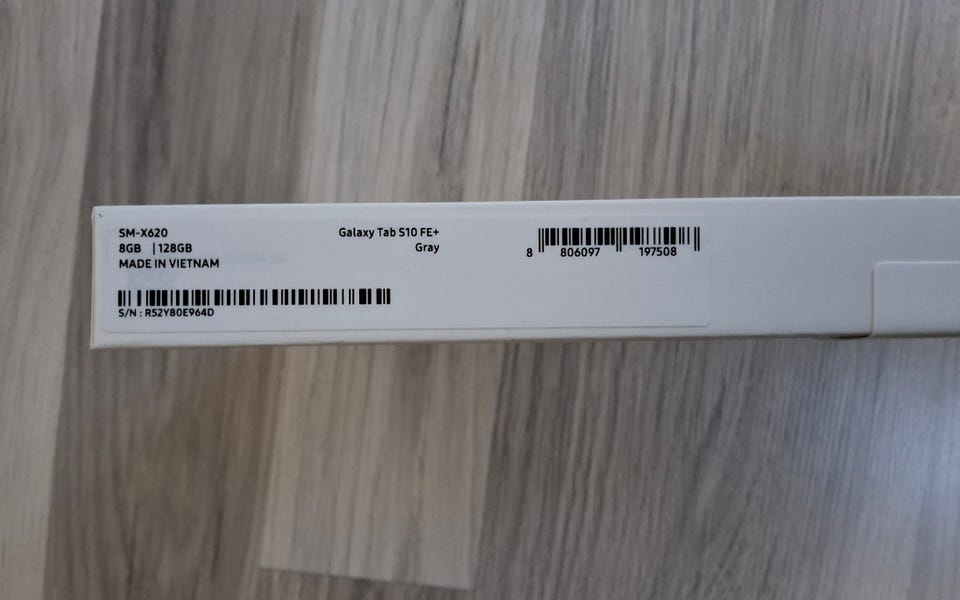 SM-X620
8GB | 128GB
MADE IN VIETNAM
S/N : R52Y80E964D
Galaxy Tab S10 FE+
Gray
8 806097 197508